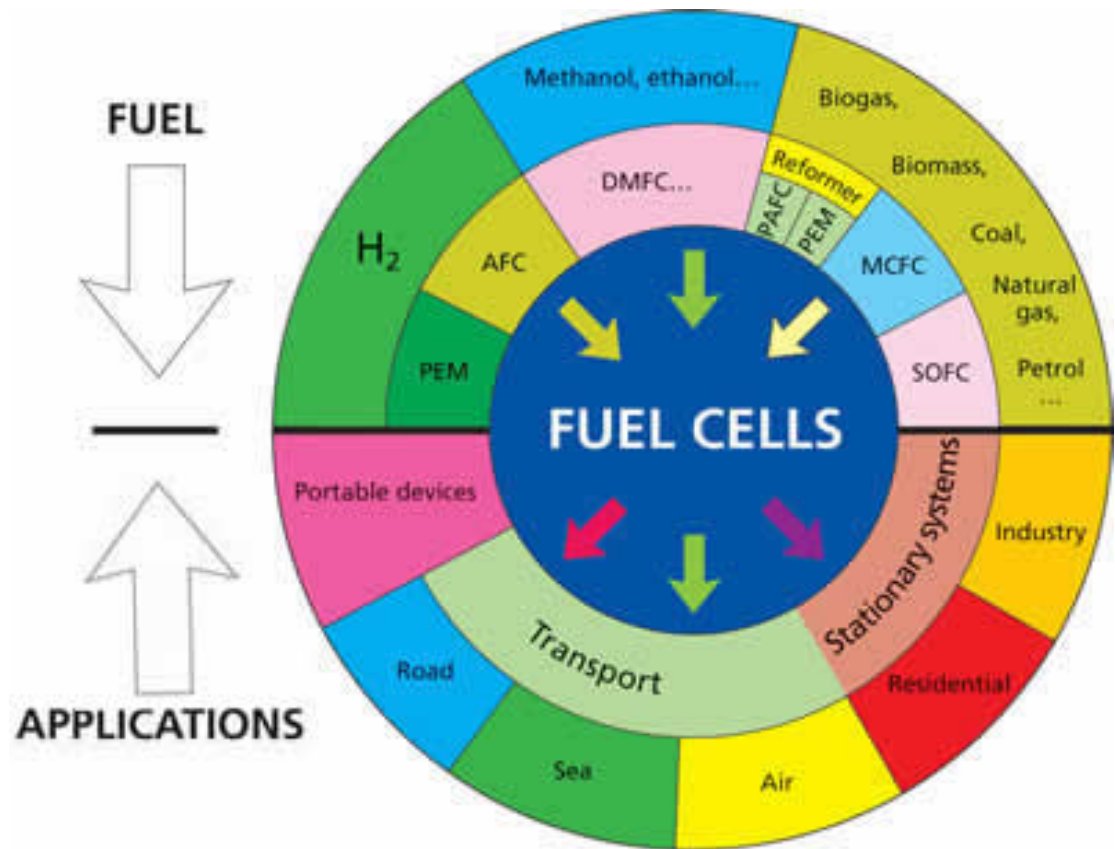 FUEL
APPLICATIONS
Methanol, ethanol...
Biogas,
Biomass,
Coal,
Natural
gas,
Petrol
...
H₂
DMFC...
Reformer
PAFC
PEM
AFC
MCFC
PEM
SOFC
FUEL CELLS
Portable devices
Stationary systems
Industry
Transport
Road
Residential
Sea
Air